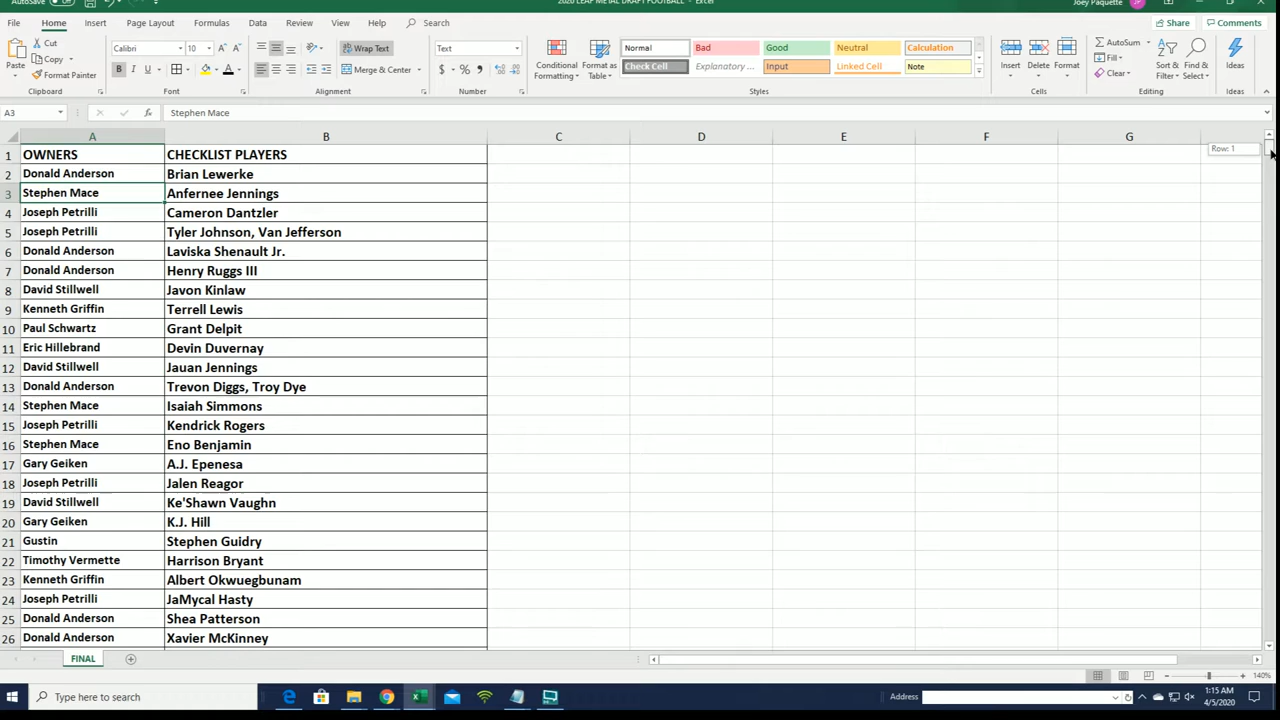 AutoSave
2020 LEAF METAL DRAFT FOOTBALL - Excel
Joey Paquette
JP
File Home Insert Page Layout Formulas Data Review View Help Search Share Comments
Cut
Copy
Format Painter
Paste
Clipboard
Calibri 10
B I U
Font
Wrap Text
Merge & Center
Alignment
Text
$ % ,
Number
Conditional Formatting
Format as Table
Normal Bad Good Neutral Calculation
Check Cell Explanatory ... Input Linked Cell Note
Styles
Insert Delete Format
Cells
AutoSum
Fill
Clear
Sort & Filter
Find & Select
Editing
Ideas
Ideas
A3 fx Stephen Mace
A B C D E F G
1 OWNERS CHECKLIST PLAYERS
Row: 1
2 Donald Anderson Brian Lewerke
3 Stephen Mace Anfernee Jennings
4 Joseph Petrilli Cameron Dantzler
5 Joseph Petrilli Tyler Johnson, Van Jefferson
6 Donald Anderson Laviska Shenault Jr.
7 Donald Anderson Henry Ruggs III
8 David Stillwell Javon Kinlaw
9 Kenneth Griffin Terrell Lewis
10 Paul Schwartz Grant Delpit
11 Eric Hillebrand Devin Duvernay
12 David Stillwell Jauan Jennings
13 Donald Anderson Trevon Diggs, Troy Dye
14 Stephen Mace Isaiah Simmons
15 Joseph Petrilli Kendrick Rogers
16 Stephen Mace Eno Benjamin
17 Gary Geiken A.J. Epenesa
18 Joseph Petrilli Jalen Reagor
19 David Stillwell Ke'Shawn Vaughn
20 Gary Geiken K.J. Hill
21 Gustin Stephen Guidry
22 Timothy Vermette Harrison Bryant
23 Kenneth Griffin Albert Okwuegbunam
24 Joseph Petrilli JaMycal Hasty
25 Donald Anderson Shea Patterson
26 Donald Anderson Xavier McKinney
FINAL
140%
Type here to search
Address
1:15 AM
4/5/2020